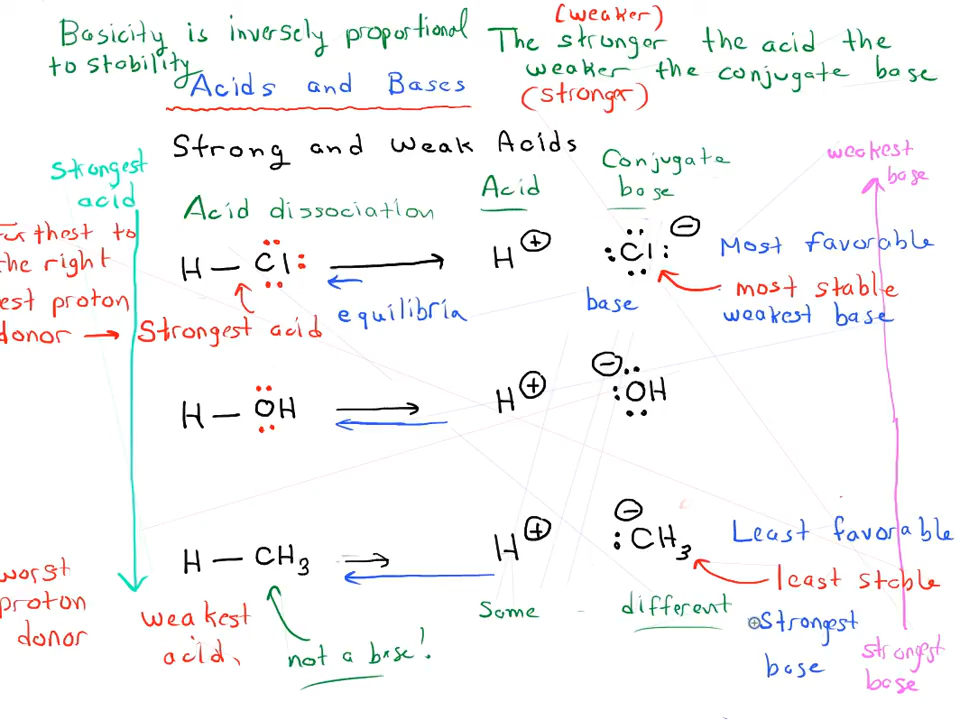 (weaker)
Basicity is inversely proportional
to stability
The stronger the acid the
weaker the conjugate base
(stronger)
Acids and Bases
Strong and Weak Acids
Strongest
acid
weakest
base
Acid dissociation
Acid
Conjugate
base
the right
est proton
donor → Strongest acid
H — Cl
H ⊕
Cl ⊖
equilibria
base
Most favorable
most stable
weakest base
H — OH
H ⊕
⊖ OH
H — CH3
H ⊕
⊖ :CH3
Least favorable
least stable
Strongest
base
Same
different
worst
proton
donor
weakest
acid
not a base!
strongest
base